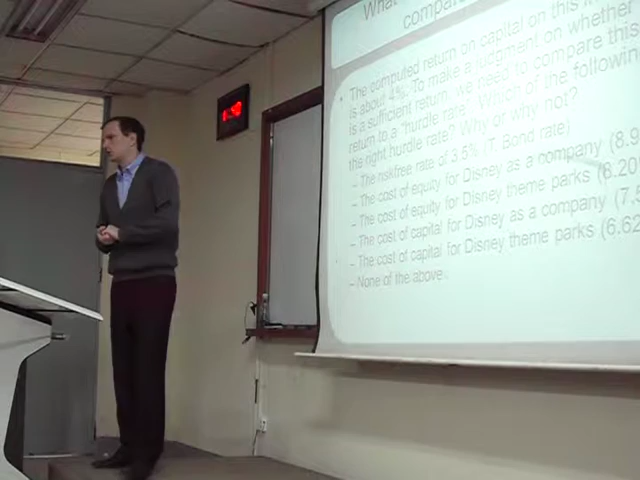 What
compare
• The computed return on capital on this
is about 4%. To make a judgment on whether
is a sufficient return, we need to compare this
return to a "hurdle rate". Which of the following
the right hurdle rate? Why or why not?
– The riskfree rate of 3.5% (T. Bond rate)
– The cost of equity for Disney as a company (8.9
– The cost of equity for Disney theme parks (8.20
– The cost of capital for Disney as a company (7.
– The cost of capital for Disney theme parks (6.62
– None of the above